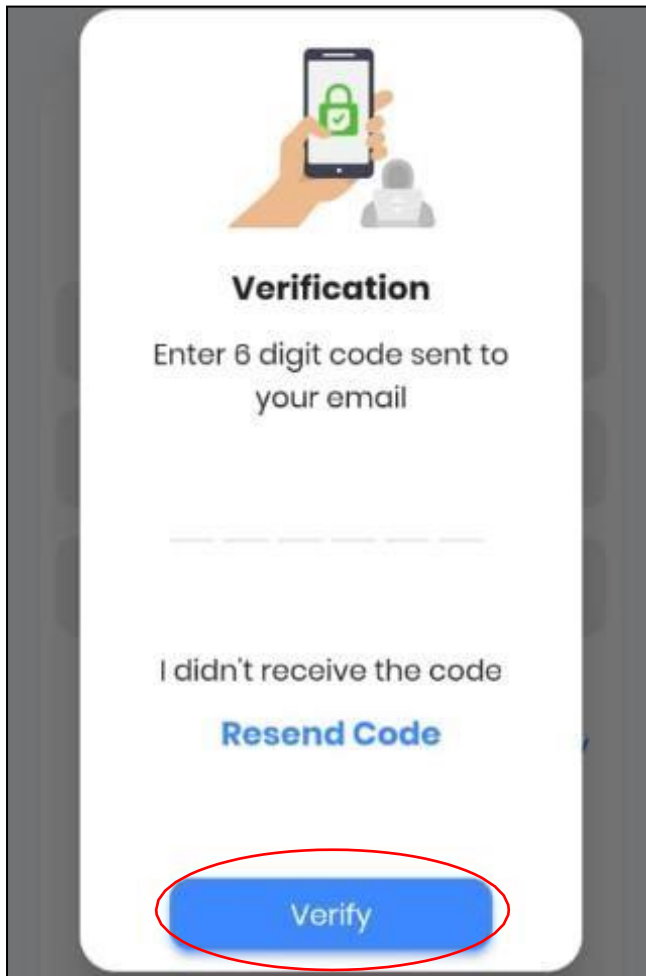 Verification
Enter 6 digit code sent to
your email
I didn't receive the code
Resend Code
Verify